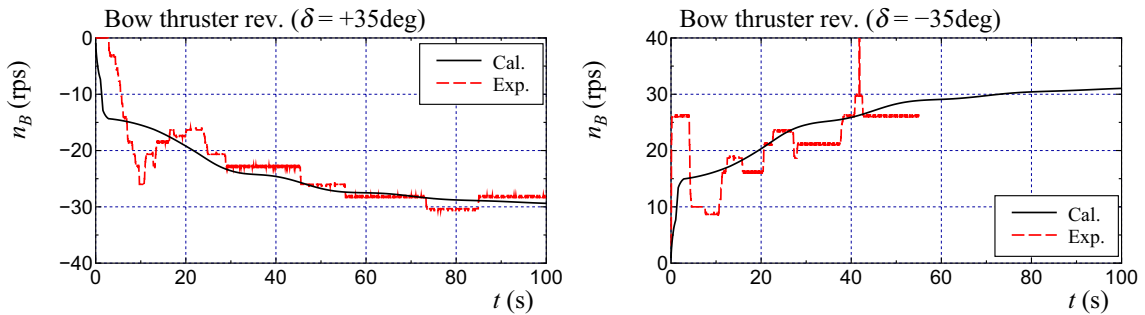 Bow thruster rev. (δ = +35deg)
n_B (rps)
0
−10
−20
−30
−40
0 20 40 60 80 100
t (s)
Cal.
Exp.
Bow thruster rev. (δ = −35deg)
n_B (rps)
40
30
20
10
0
0 20 40 60 80 100
t (s)
Cal.
Exp.